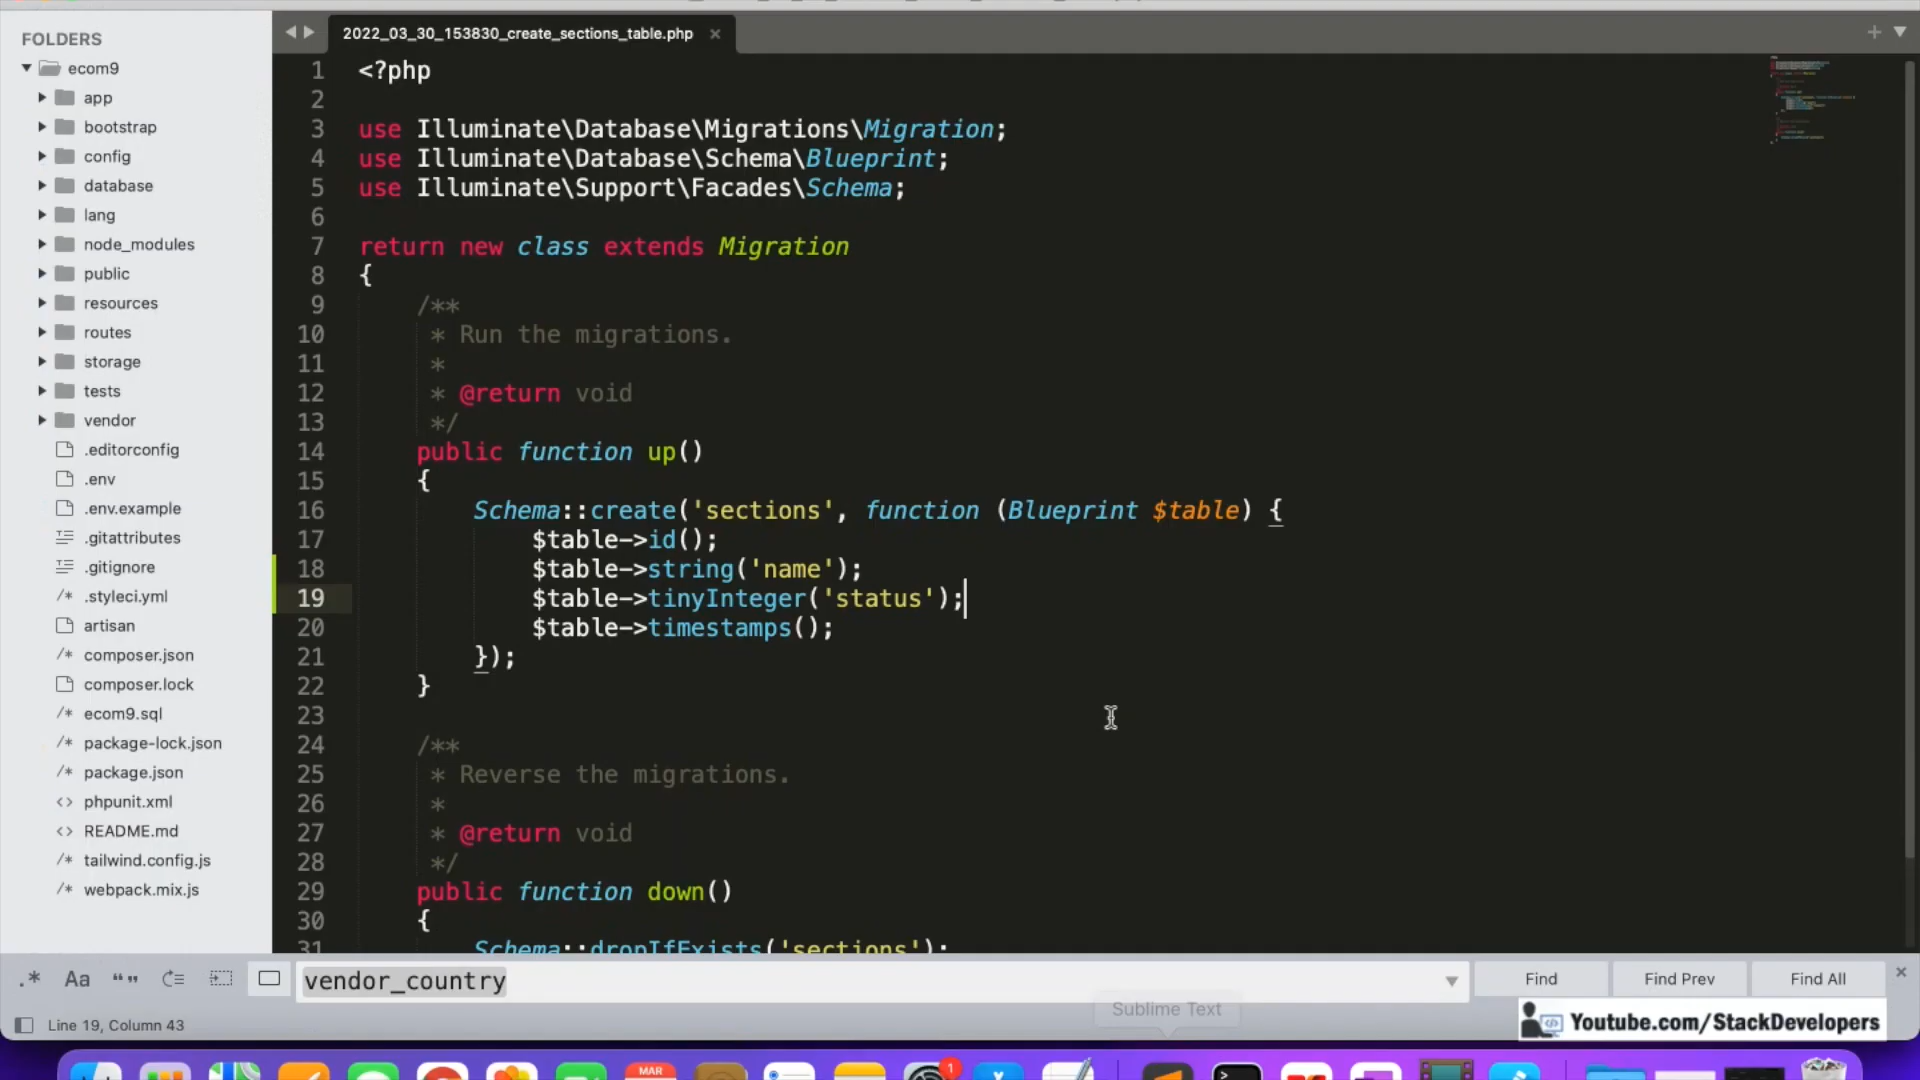 FOLDERS
ecom9
app
bootstrap
config
database
lang
node_modules
public
resources
routes
storage
tests
vendor
.editorconfig
.env
.env.example
.gitattributes
.gitignore
/* .styleci.yml
artisan
/* composer.json
composer.lock
/* ecom9.sql
/* package-lock.json
/* package.json
<> phpunit.xml
<> README.md
/* tailwind.config.js
/* webpack.mix.js
2022_03_30_153830_create_sections_table.php ×
1 <?php
2
3 use Illuminate\Database\Migrations\Migration;
4 use Illuminate\Database\Schema\Blueprint;
5 use Illuminate\Support\Facades\Schema;
6
7 return new class extends Migration
8 {
9 /**
10 * Run the migrations.
11 *
12 * @return void
13 */
14 public function up()
15 {
16 Schema::create('sections', function (Blueprint $table) {
17 $table->id();
18 $table->string('name');
19 $table->tinyInteger('status');
20 $table->timestamps();
21 });
22 }
23
24 /**
25 * Reverse the migrations.
26 *
27 * @return void
28 */
29 public function down()
30 {
31 Schema::dropIfExists('sections');
.* Aa “” vendor_country Find Find Prev Find All ×
Sublime Text
Youtube.com/StackDevelopers
Line 19, Column 43
MAR
1